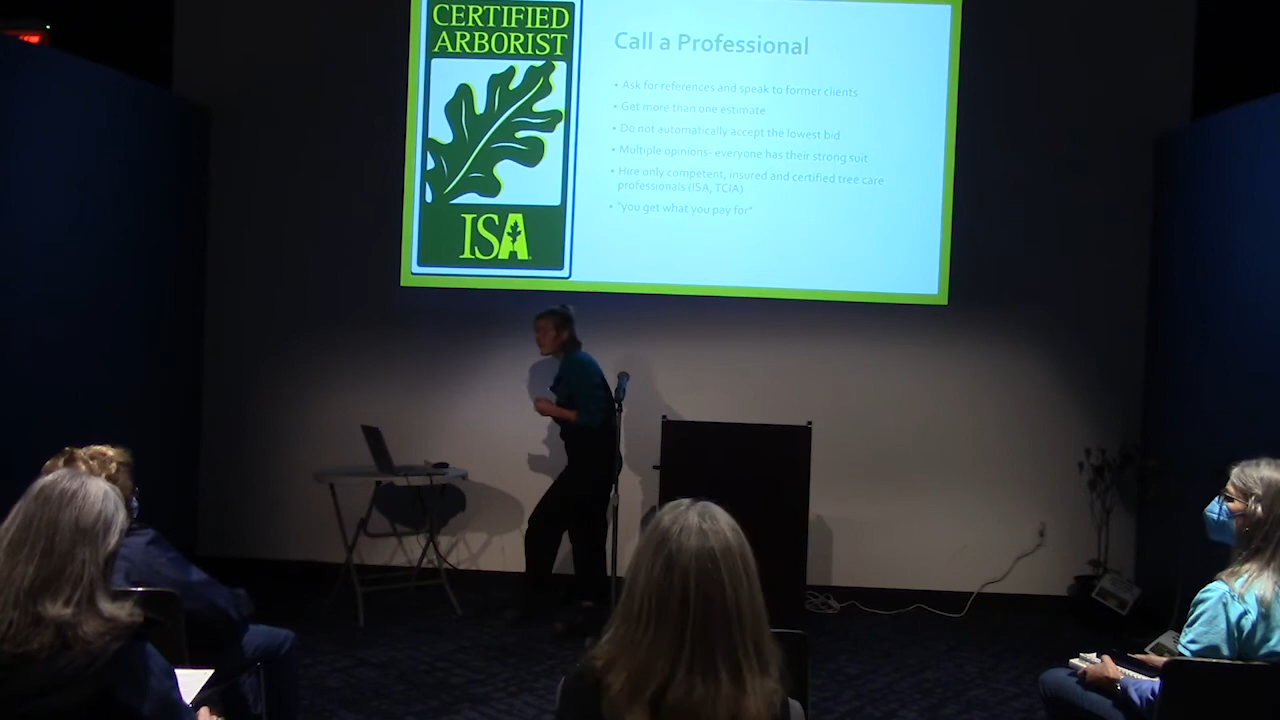 CERTIFIED
ARBORIST
ISA
Call a Professional
• Ask for references and speak to former clients
• Get more than one estimate
• Do not automatically accept the lowest bid
• Multiple opinions- everyone has their strong suit
• Hire only competent, insured and certified tree care
professionals (ISA, TCIA)
• "you get what you pay for"